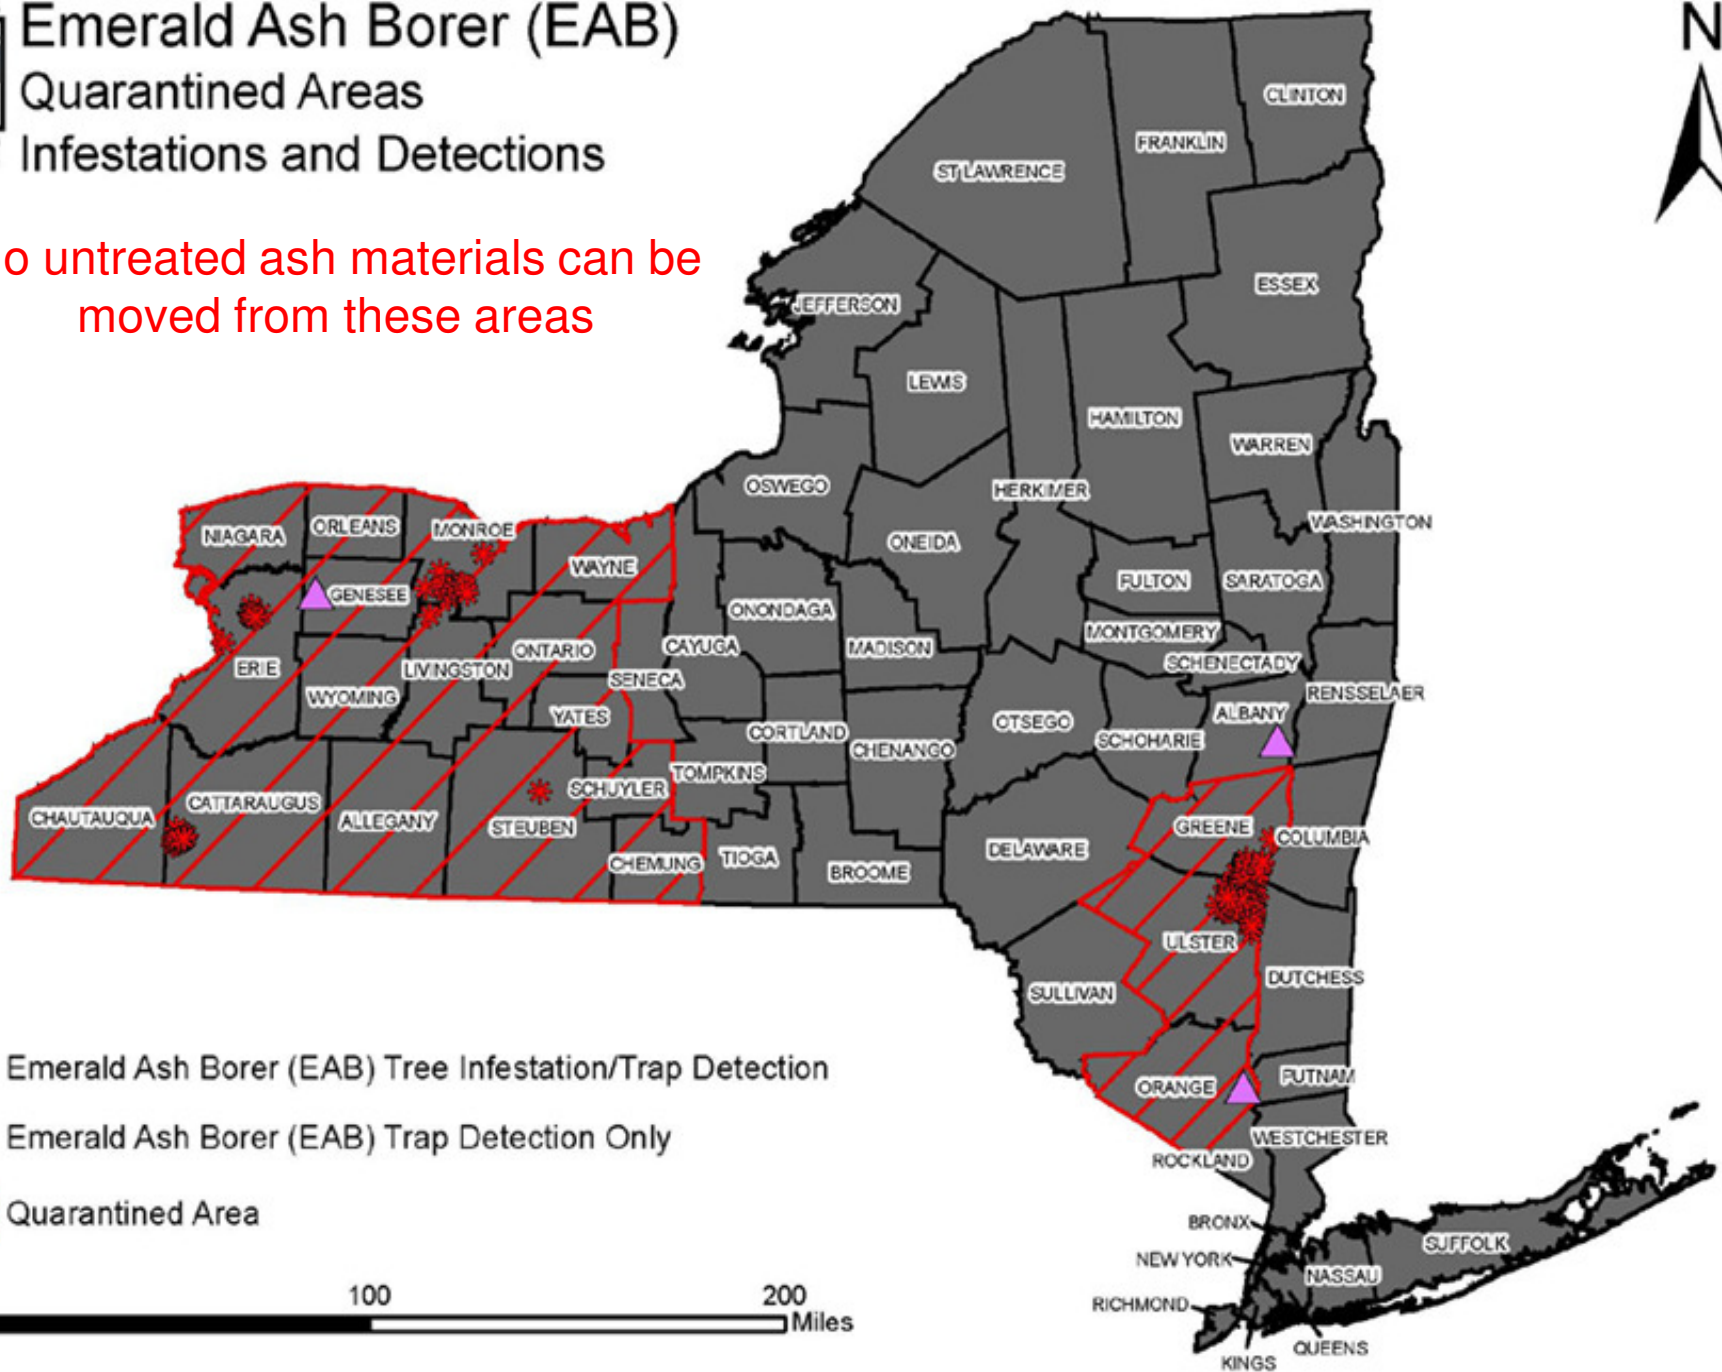 Emerald Ash Borer (EAB)
Quarantined Areas
Infestations and Detections
o untreated ash materials can be
moved from these areas
N
CLINTON
FRANKLIN
ST LAWRENCE
ESSEX
JEFFERSON
LEWIS
HAMILTON
WARREN
OSWEGO
HERKIMER
WASHINGTON
ONEIDA
NIAGARA
ORLEANS
MONROE
WAYNE
GENESEE
FULTON
SARATOGA
ONONDAGA
MONTGOMERY
CAYUGA
MADISON
ONTARIO
SCHENECTADY
ERIE
LIVINGSTON
SENECA
WYOMING
RENSSELAER
YATES
OTSEGO
ALBANY
CORTLAND
SCHOHARIE
CHENANGO
TOMPKINS
SCHUYLER
CATTARAUGUS
CHAUTAUQUA
ALLEGANY
STEUBEN
GREENE
COLUMBIA
DELAWARE
CHEMUNG
TIOGA
BROOME
ULSTER
DUTCHESS
SULLIVAN
ORANGE
PUTNAM
WESTCHESTER
ROCKLAND
BRONX
NEW YORK
SUFFOLK
NASSAU
RICHMOND
QUEENS
KINGS
Emerald Ash Borer (EAB) Tree Infestation/Trap Detection
Emerald Ash Borer (EAB) Trap Detection Only
Quarantined Area
100
200
Miles